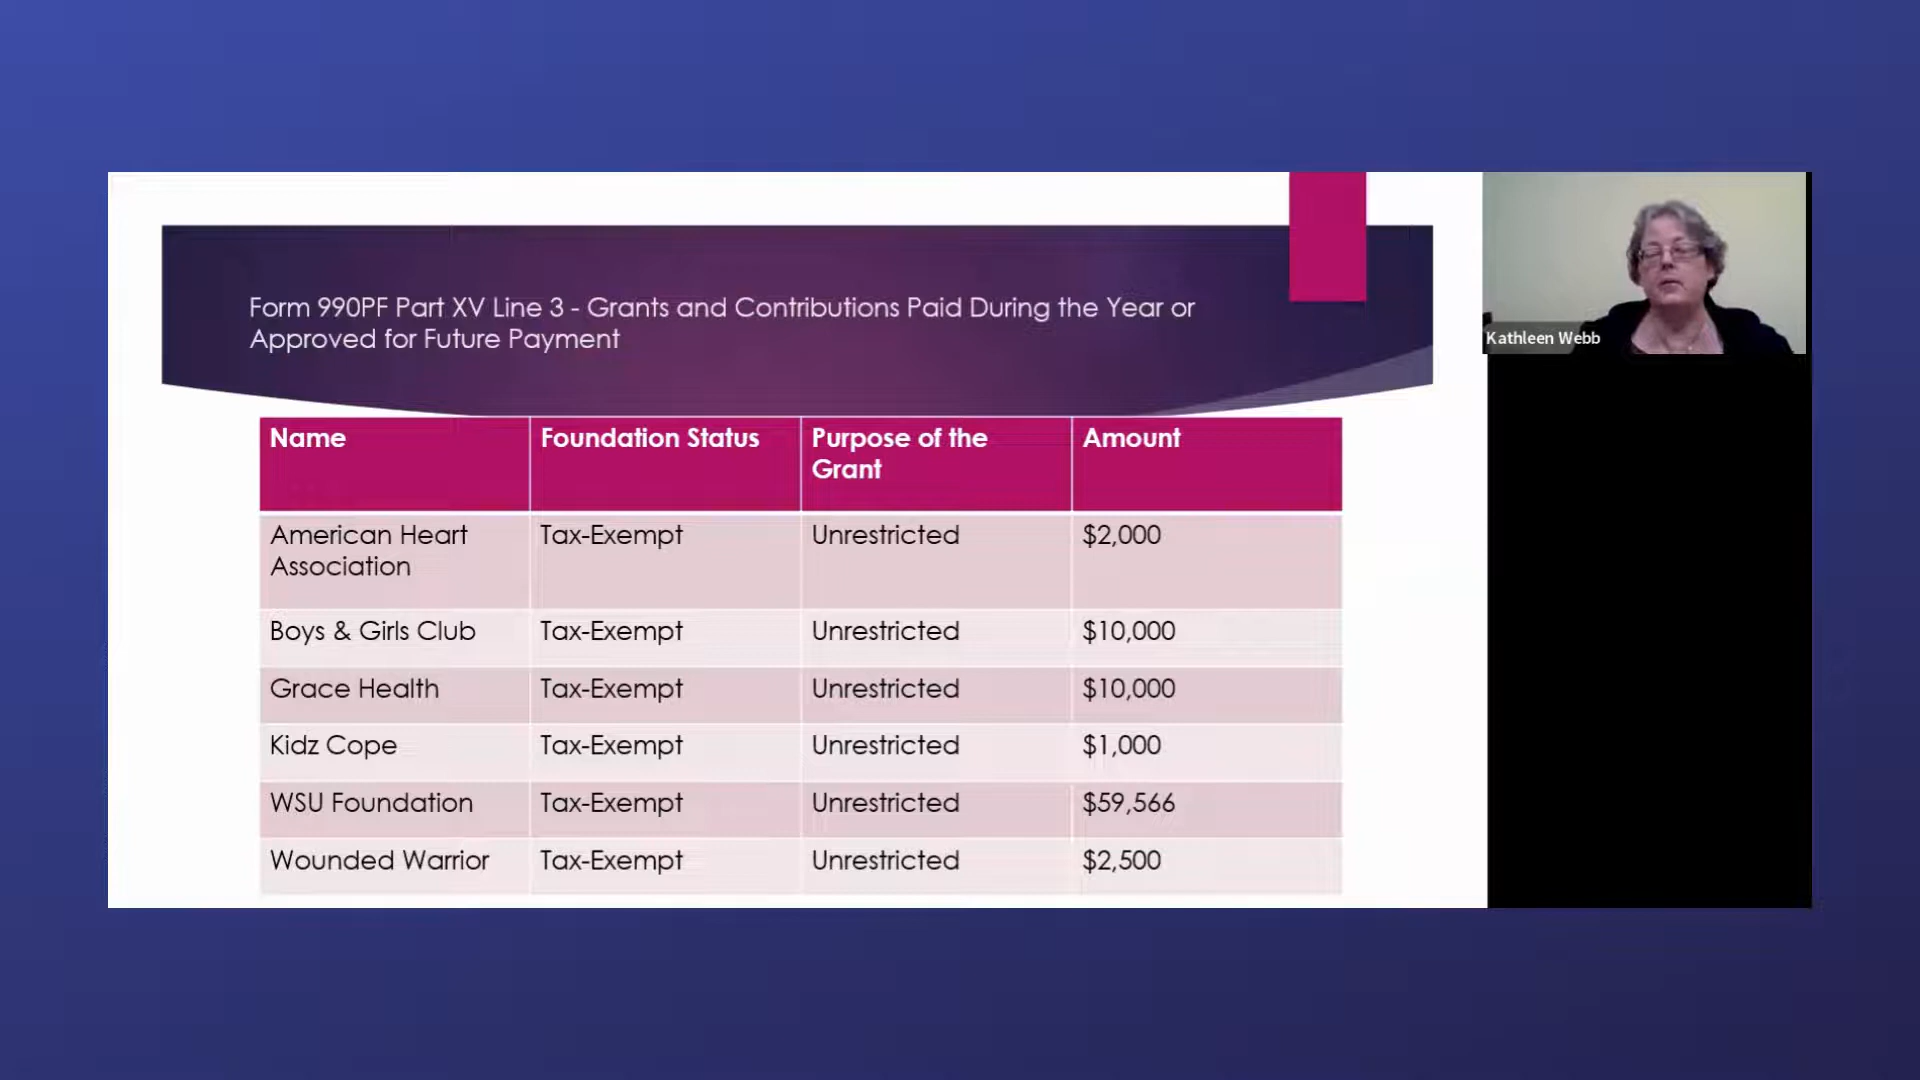 Form 990PF Part XV Line 3 - Grants and Contributions Paid During the Year or
Approved for Future Payment
Kathleen Webb
Name Foundation Status Purpose of the Grant Amount
American Heart Association Tax-Exempt Unrestricted $2,000
Boys & Girls Club Tax-Exempt Unrestricted $10,000
Grace Health Tax-Exempt Unrestricted $10,000
Kidz Cope Tax-Exempt Unrestricted $1,000
WSU Foundation Tax-Exempt Unrestricted $59,566
Wounded Warrior Tax-Exempt Unrestricted $2,500